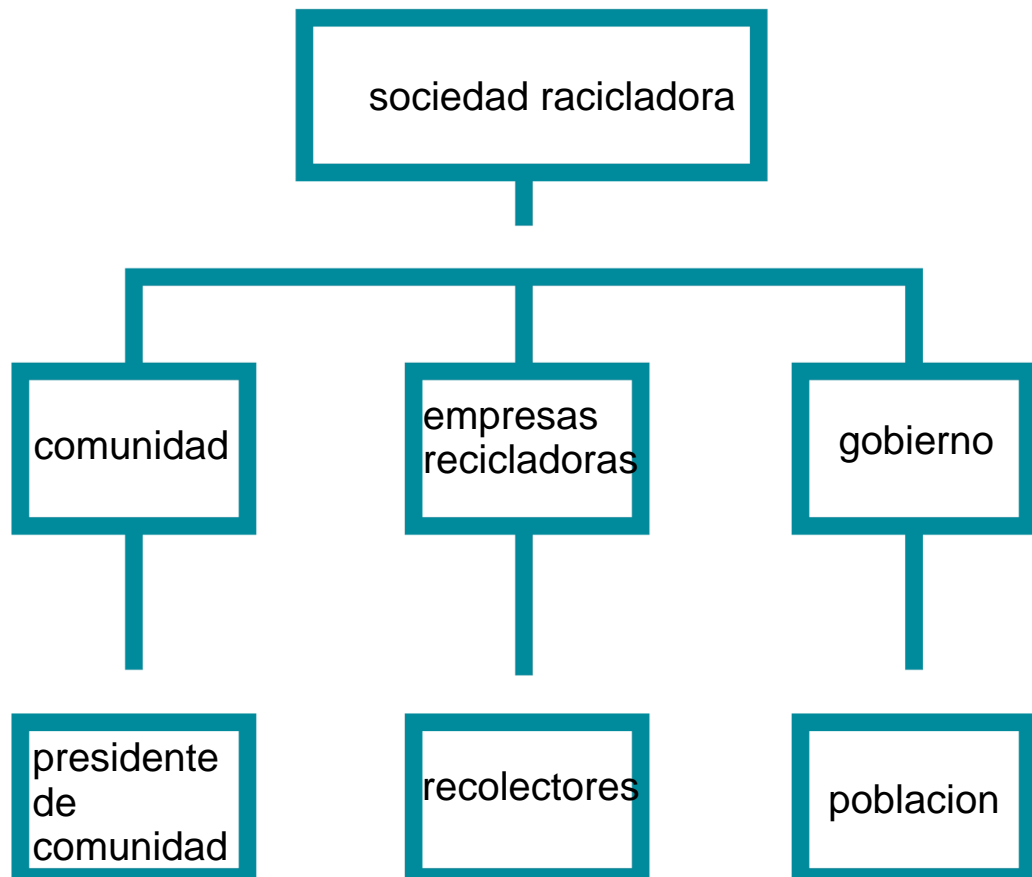 sociedad racicladora
comunidad
empresas
recicladoras
gobierno
presidente
de
comunidad
recolectores
poblacion